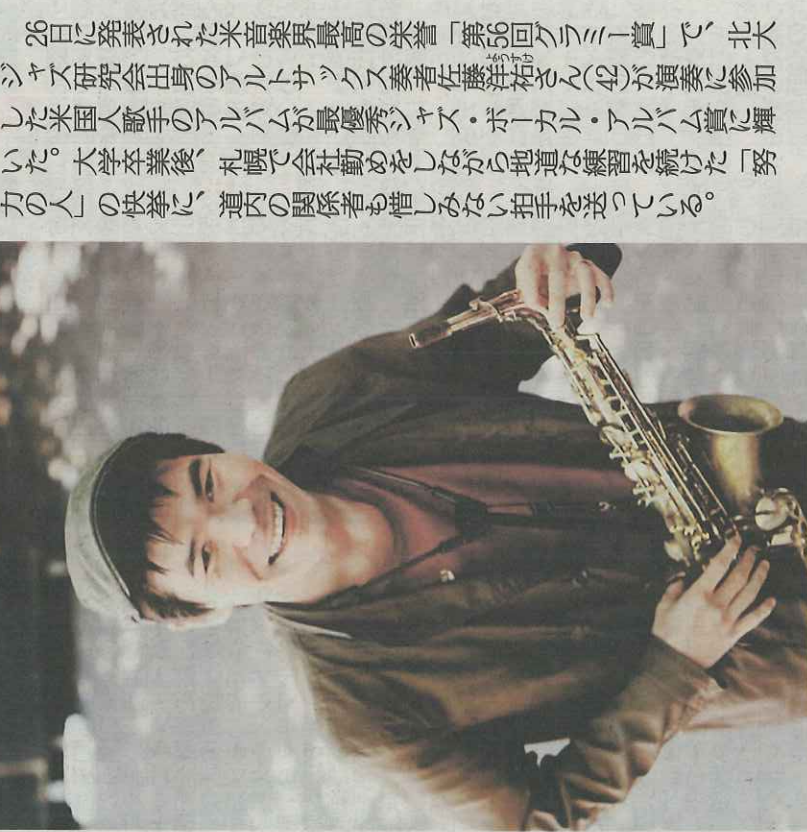 26日に発表された米音楽界最高の栄誉「第56回グラミー賞」で、北大
ジャズ研究会出身のアルトサックス奏者佐藤洋祐さん(42)が演奏に参加
ようすけ
した米国人歌手のアルバムが最優秀ジャズ・ボーカル・アルバム賞に輝
いた。大学卒業後、札幌で会社勤めをしながら地道な練習を続けた「努
力の人」の快挙に、道内の関係者も惜しみない拍手を送っている。